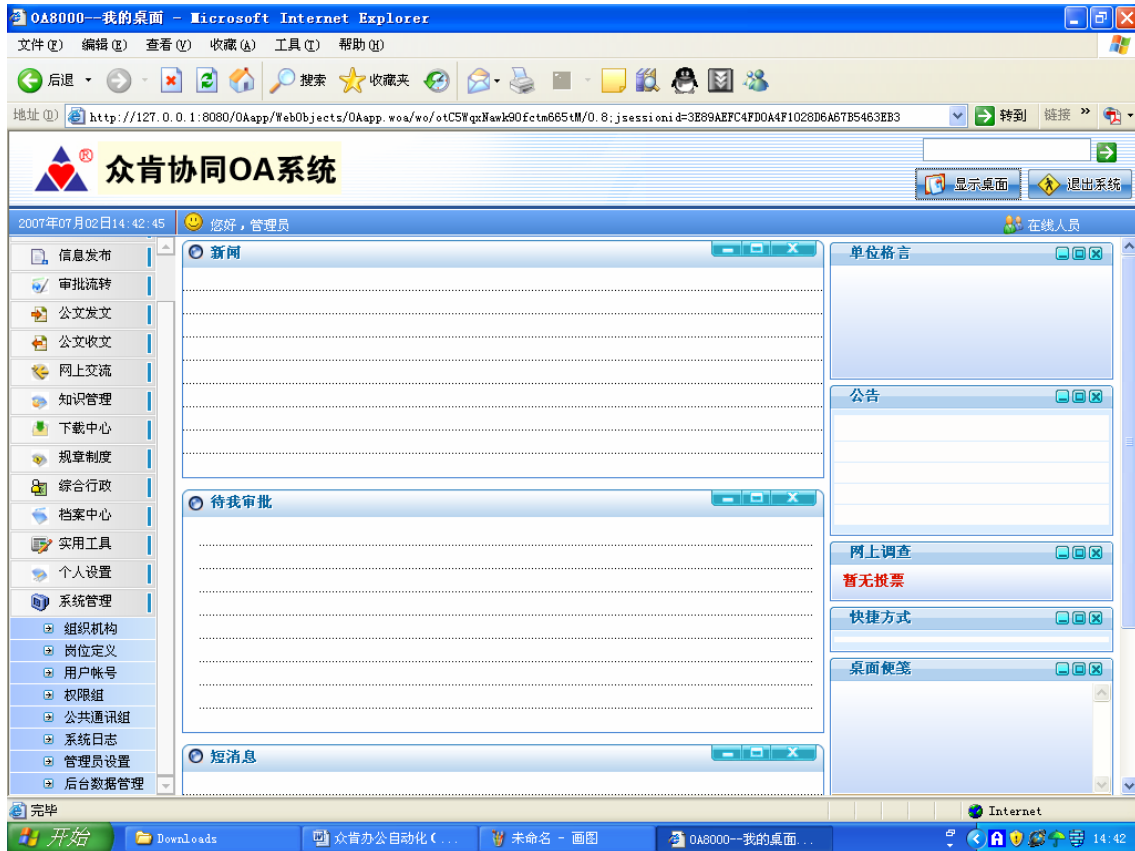 OA8000--我的桌面 - Microsoft Internet Explorer
文件(F) 编辑(E) 查看(V) 收藏(A) 工具(T) 帮助(H)
后退 搜索 收藏夹
地址(D) http://127.0.0.1:8080/OAapp/WebObjects/OAapp.woa/wo/otC5WqxNawk90fctm665tM/0.8;jsessionid=3E89AEFC4FD0A4F1028D6A67B5463EB3 转到 链接 »
® 众肯协同OA系统
显示桌面 退出系统
2007年07月02日14:42:45 您好，管理员 在线人员
信息发布
审批流转
公文发文
公文收文
网上交流
知识管理
下载中心
规章制度
综合行政
档案中心
实用工具
个人设置
系统管理
组织机构
岗位定义
用户帐号
权限组
公共通讯组
系统日志
管理员设置
后台数据管理
新闻
待我审批
短消息
单位格言
公告
网上调查
暂无投票
快捷方式
桌面便笺
完毕 Internet
开始 Downloads 众肯办公自动化(... 未命名 - 画图 OA8000--我的桌面... 14:42